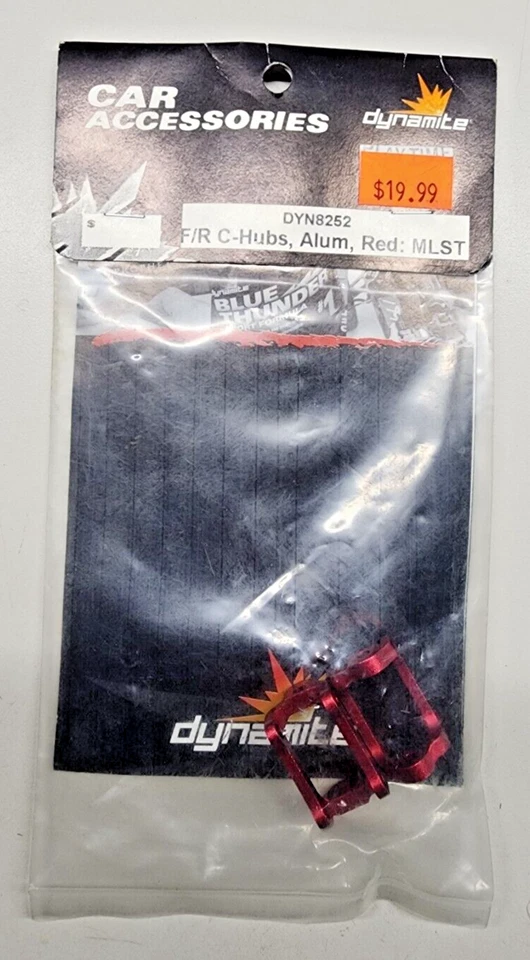 CAR
ACCESSORIES
dynamite
$19.99
$
DYN8252
F/R C-Hubs, Alum, Red: MLST
BLUE
THUNDER
dynamite